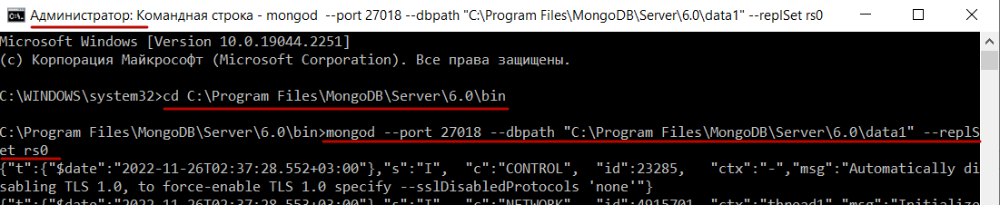 Администратор: Командная строка - mongod --port 27018 --dbpath "C:\Program Files\MongoDB\Server\6.0\data1" --replSet rs0
Microsoft Windows [Version 10.0.19044.2251]
(c) Корпорация Майкрософт (Microsoft Corporation). Все права защищены.
C:\WINDOWS\system32>cd C:\Program Files\MongoDB\Server\6.0\bin
C:\Program Files\MongoDB\Server\6.0\bin>mongod --port 27018 --dbpath "C:\Program Files\MongoDB\Server\6.0\data1" --replS
et rs0
{"t":{"$date":"2022-11-26T02:37:28.552+03:00"},"s":"I",  "c":"CONTROL",  "id":23285,   "ctx":"-","msg":"Automatically di
sabling TLS 1.0, to force-enable TLS 1.0 specify --sslDisabledProtocols 'none'"}
{"t":{"$date":"2022-11-26T02:37:28.552+03:00"},"s":"I",  "c":"NETWORK",  "id":4915701, "ctx":"thread1","msg":"Initialize